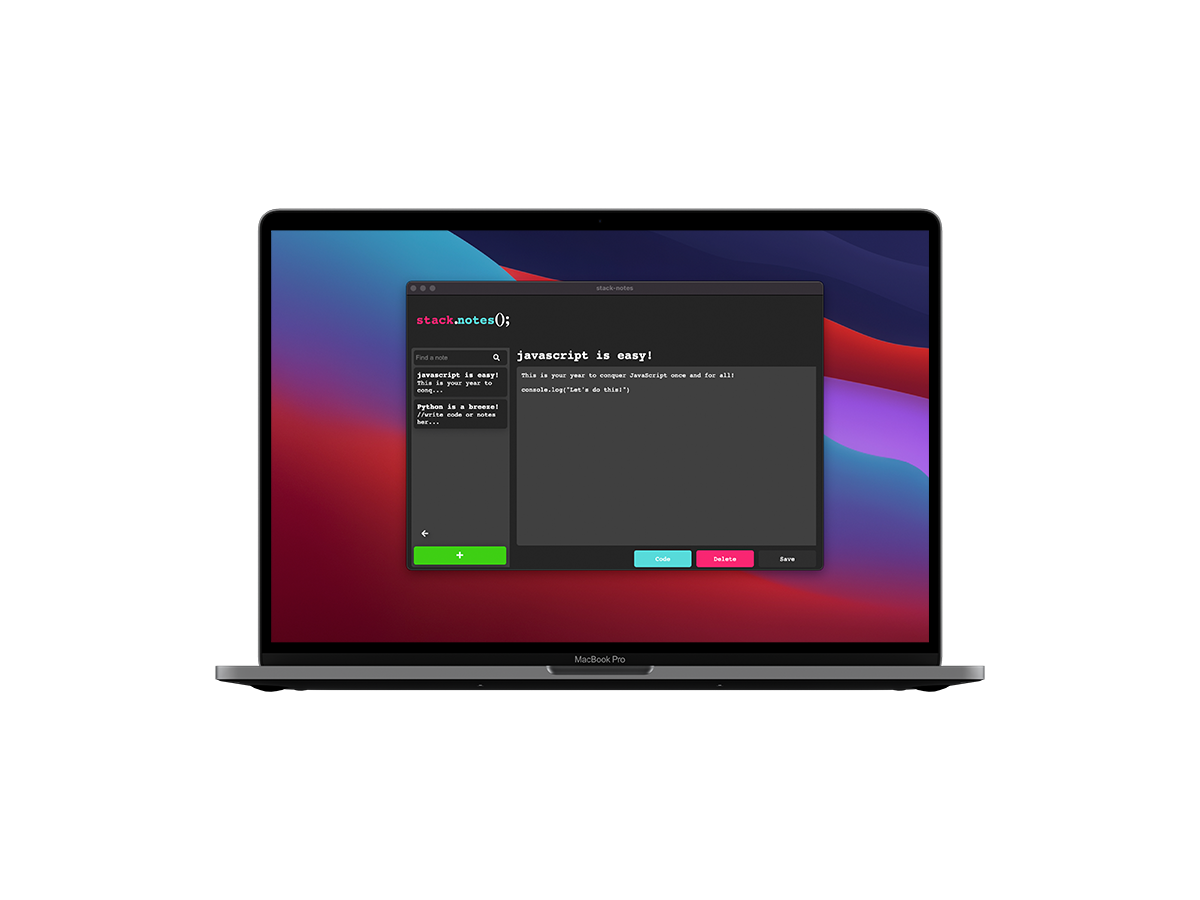 stack-notes
stack.notes();
Find a note
javascript is easy!
This is your year to
conq...
Python is a breeze!
//write code or notes
her...
javascript is easy!
This is your year to conquer JavaScript once and for all!
console.log("Let's do this!")
Code
Delete
Save
MacBook Pro